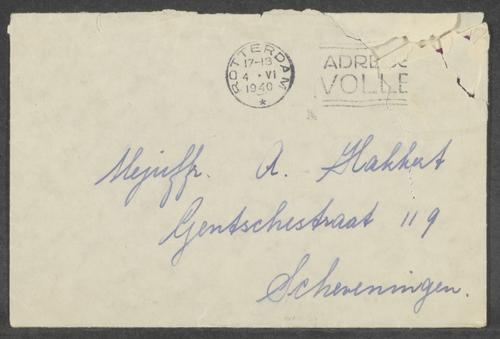 ROTTERDAM
17-18
4 · VI
1940
*
ADRES
VOLLE
Mejuffr. A. Hakkert
Gentschestraat 119
Scheveningen.